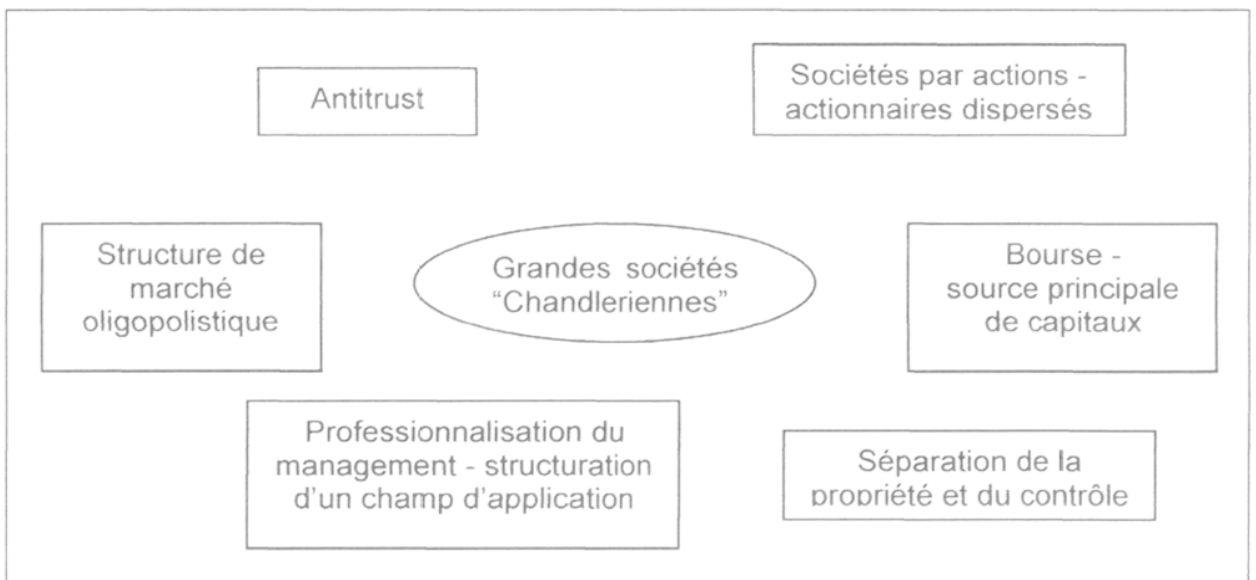 Antitrust
Sociétés par actions -
actionnaires dispersés
Structure de
marché
oligopolistique
Grandes sociétés
“Chandleriennes”
Bourse -
source principale
de capitaux
Professionnalisation du
management - structuration
d'un champ d'application
Séparation de la
propriété et du contrôle